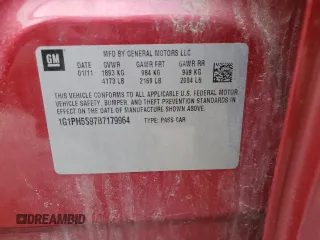 GM
MFD BY GENERAL MOTORS LLC
DATE GVWR GAWR FRT GAWR RR
01/11 1893 KG 984 KG 909 KG
4173 LB 2169 LB 2004 LB
THIS VEHICLE CONFORMS TO ALL APPLICABLE U.S. FEDERAL MOTOR
VEHICLE SAFETY, BUMPER, AND THEFT PREVENTION STANDARDS IN
EFFECT ON THE DATE OF MANUFACTURE SHOWN ABOVE.
1G1PH5S97B7179964 TYPE: PASS CAR
© DREAMBID